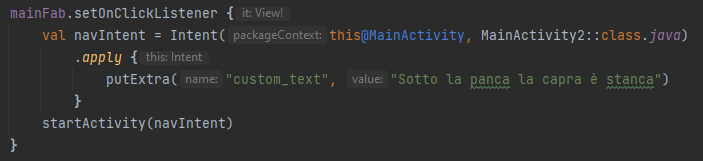 mainFab.setOnClickListener { it: View!
val navIntent = Intent( packageContext: this@MainActivity, MainActivity2::class.java)
.apply { this: Intent
putExtra( name: "custom_text", value: "Sotto la panca la capra è stanca")
}
startActivity(navIntent)
}